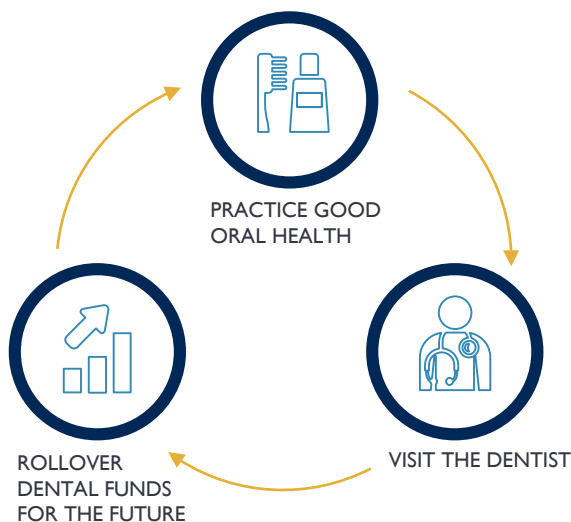 PRACTICE GOOD
ORAL HEALTH
VISIT THE DENTIST
ROLLOVER
DENTAL FUNDS
FOR THE FUTURE